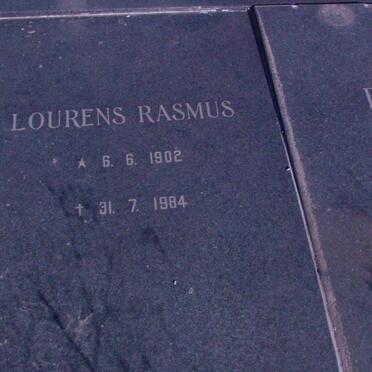 LOURENS RASMUS
★ 6. 6. 1902
† 31. 7. 1984